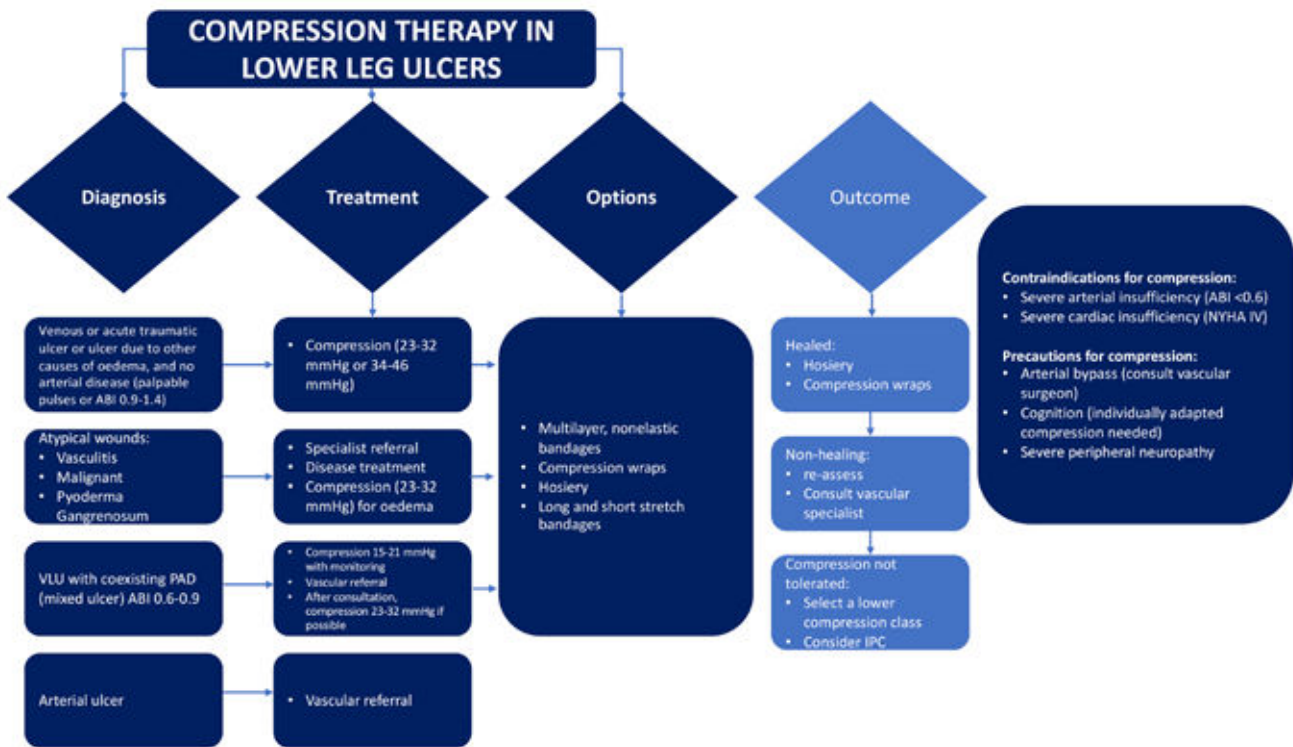 COMPRESSION THERAPY IN
LOWER LEG ULCERS
Diagnosis
Treatment
Options
Outcome
Venous or acute traumatic
ulcer or ulcer due to other
causes of oedema, and no
arterial disease (palpable
pulses or ABI 0.9-1.4)
• Compression (23-32
mmHg or 34-46
mmHg)
Atypical wounds:
• Vasculitis
• Malignant
• Pyoderma
Gangrenosum
• Specialist referral
• Disease treatment
• Compression (23-32
mmHg) for oedema
VLU with coexisting PAD
(mixed ulcer) ABI 0.6-0.9
• Compression 15-21 mmHg
with monitoring
• Vascular referral
• After consultation,
compression 23-32 mmHg if
possible
Arterial ulcer
• Vascular referral
• Multilayer, nonelastic
bandages
• Compression wraps
• Hosiery
• Long and short stretch
bandages
Healed:
• Hosiery
• Compression wraps
Non-healing:
• re-assess
• Consult vascular
specialist
Compression not
tolerated:
• Select a lower
compression class
• Consider IPC
Contraindications for compression:
• Severe arterial insufficiency (ABI <0.6)
• Severe cardiac insufficiency (NYHA IV)
Precautions for compression:
• Arterial bypass (consult vascular
surgeon)
• Cognition (individually adapted
compression needed)
• Severe peripheral neuropathy